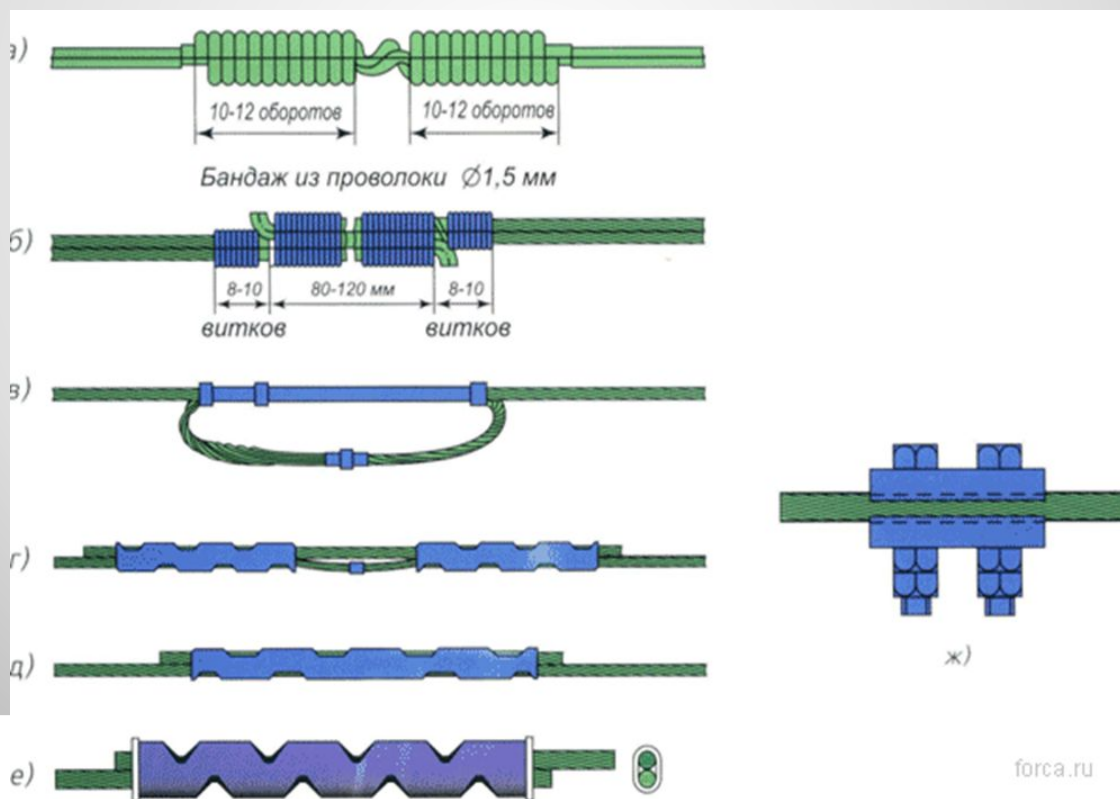 а)
10-12 оборотов 10-12 оборотов
Бандаж из проволоки Ø1,5 мм
б)
8-10 80-120 мм 8-10
витков витков
в)
г)
ж)
д)
е)
forca.ru